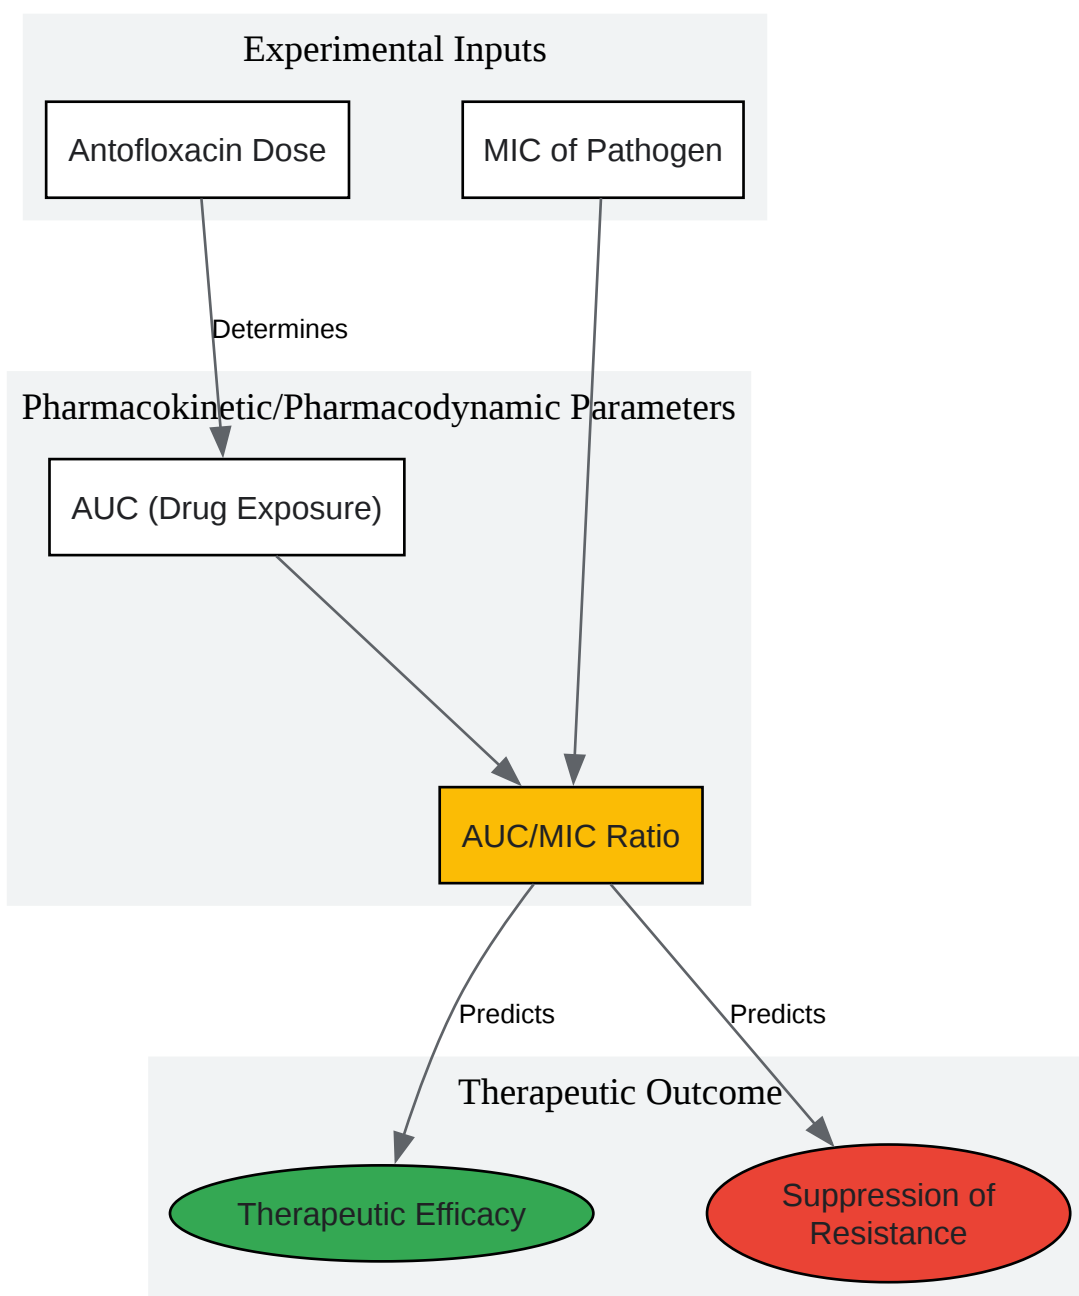 Experimental Inputs
Antofloxacin Dose
MIC of Pathogen
Determines
Pharmacokinetic/Pharmacodynamic Parameters
AUC (Drug Exposure)
AUC/MIC Ratio
Predicts
Predicts
Therapeutic Outcome
Therapeutic Efficacy
Suppression of
Resistance